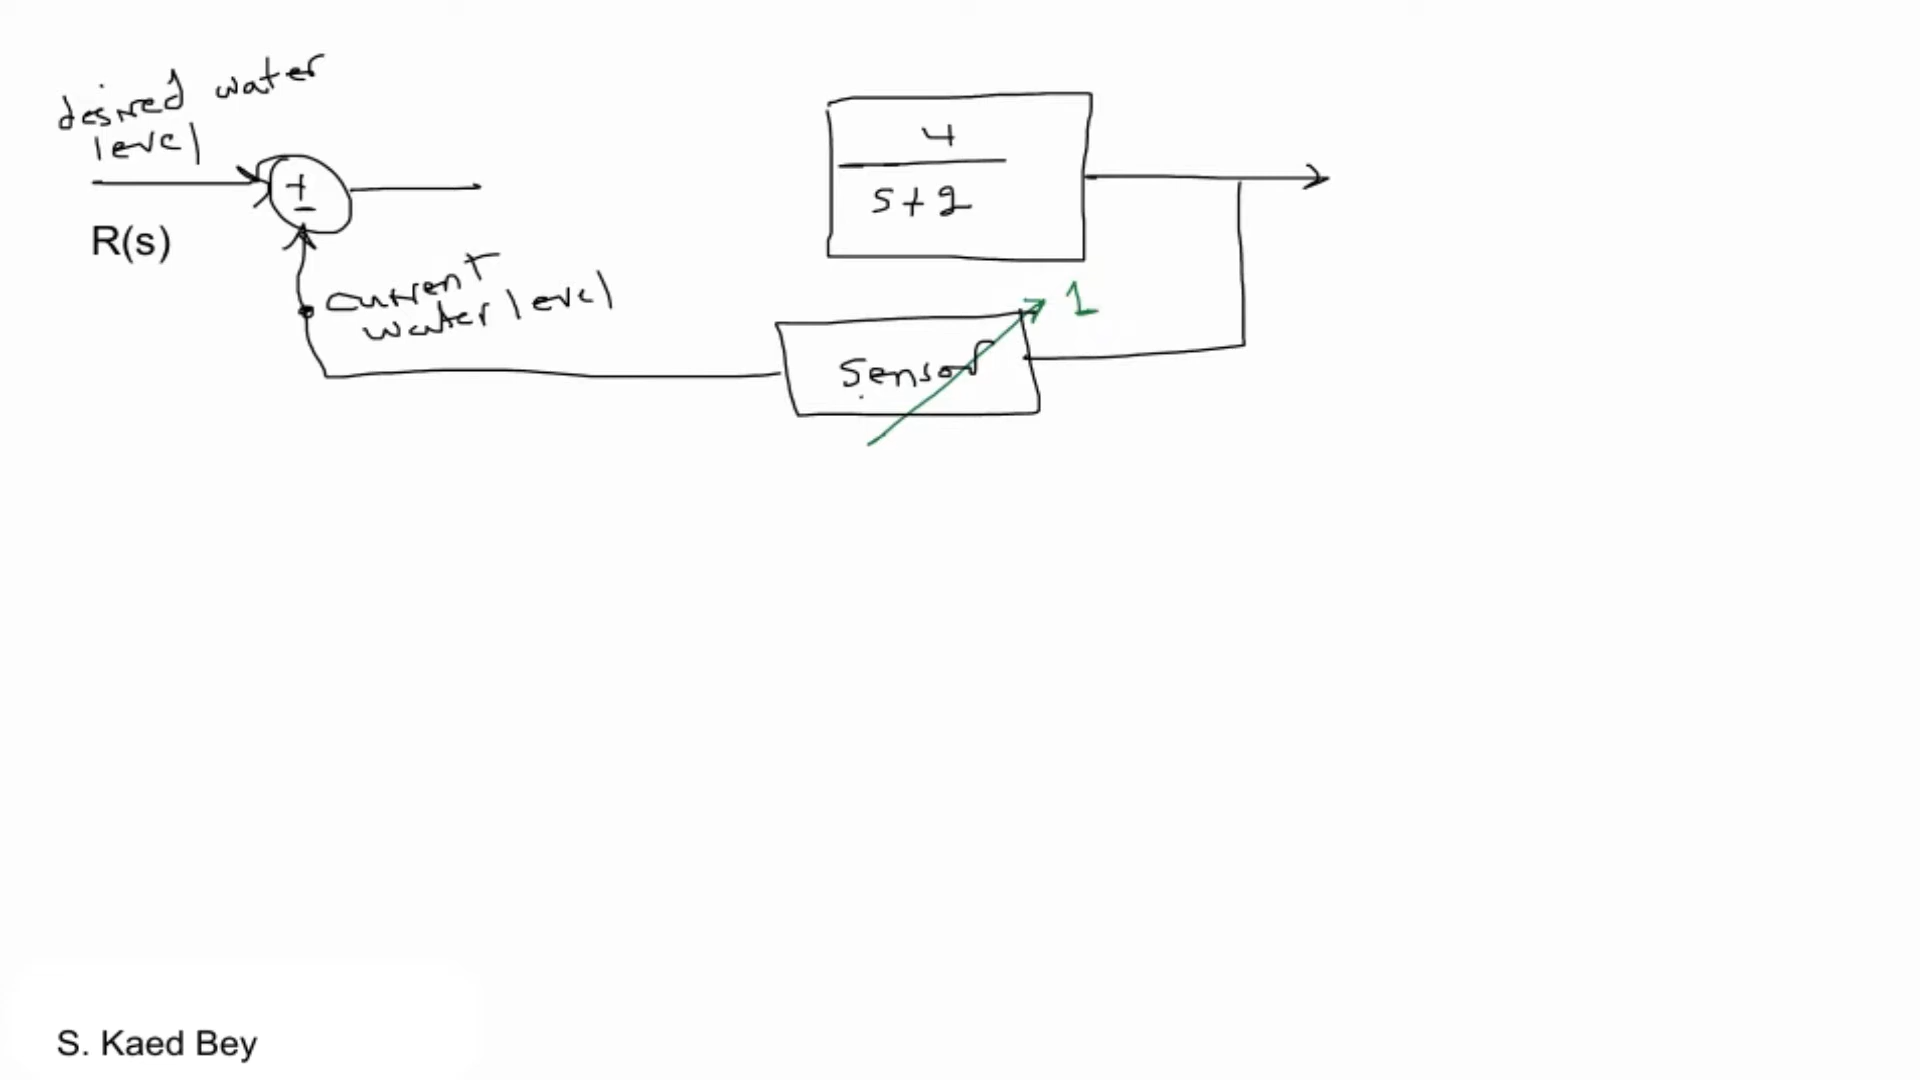 desired water
level
R(s)
+
-
current
water level
4
s+2
1
Sensor
S. Kaed Bey